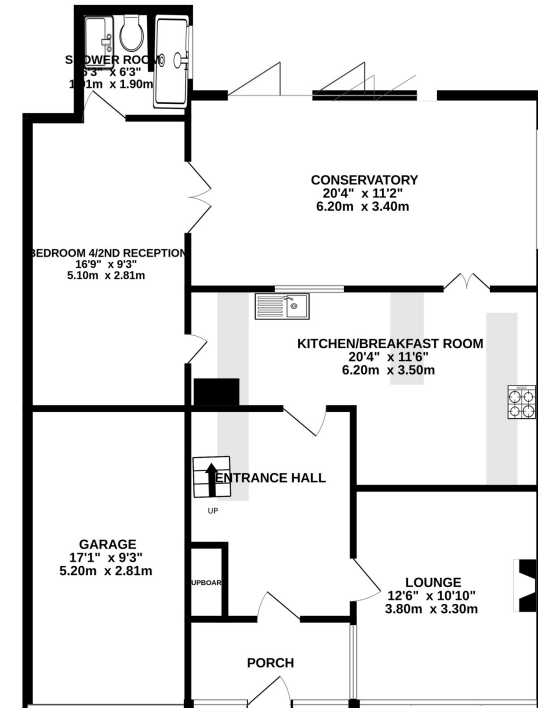 SHOWER ROOM
6'3" x 6'3"
1.91m x 1.90m
CONSERVATORY
20'4" x 11'2"
6.20m x 3.40m
BEDROOM 4/2ND RECEPTION
16'9" x 9'3"
5.10m x 2.81m
KITCHEN/BREAKFAST ROOM
20'4" x 11'6"
6.20m x 3.50m
ENTRANCE HALL
UP
GARAGE
17'1" x 9'3"
5.20m x 2.81m
UPBOAR
LOUNGE
12'6" x 10'10"
3.80m x 3.30m
PORCH